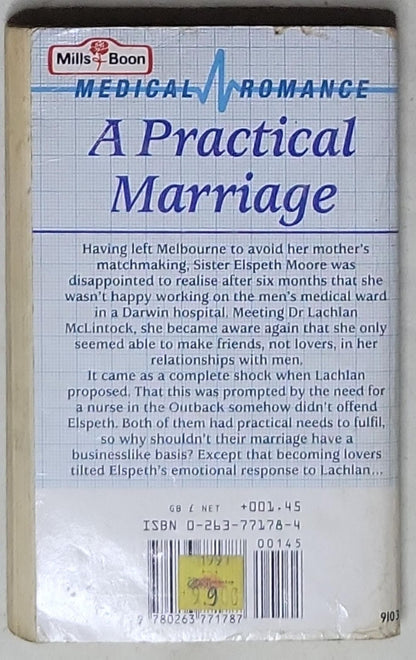 Mills & Boon
MEDICAL ROMANCE
A Practical
Marriage
Having left Melbourne to avoid her mother's
matchmaking, Sister Elspeth Moore was
disappointed to realise after six months that she
wasn't happy working on the men's medical ward
in a Darwin hospital. Meeting Dr Lachlan
McLintock, she became aware again that she only
seemed able to make friends, not lovers, in her
relationships with men.
It came as a complete shock when Lachlan
proposed. That this was prompted by the need for
a nurse in the Outback somehow didn't offend
Elspeth. Both of them had practical needs to fulfil,
so why shouldn't their marriage have a
businesslike basis? Except that becoming lovers
tilted Elspeth's emotional response to Lachlan...
GB £ NET +001.45
ISBN 0-263-77178-4
00145
9 780263 771787
9103